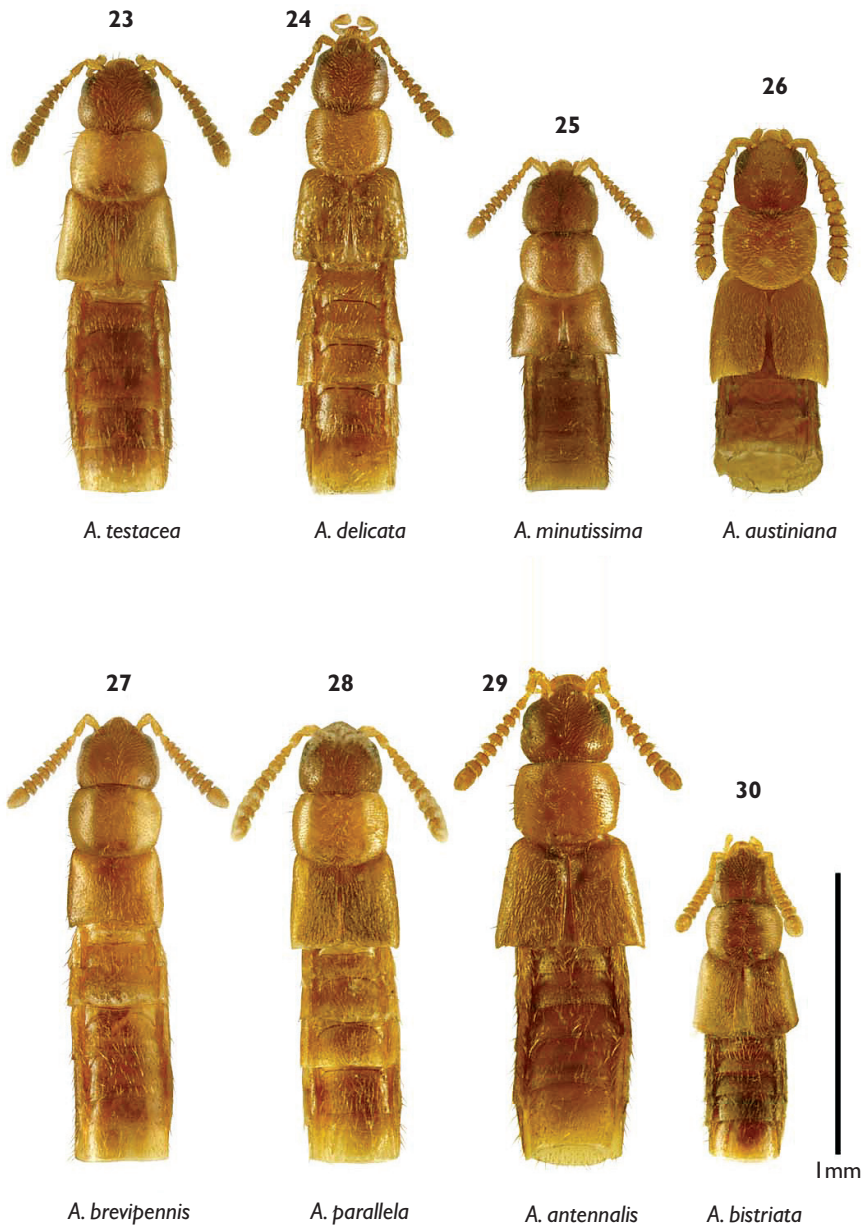 23
24
25
26
A. testacea
A. delicata
A. minutissima
A. austiniana
27
28
29
30
1mm
A. brevipennis
A. parallela
A. antennalis
A. bistriata